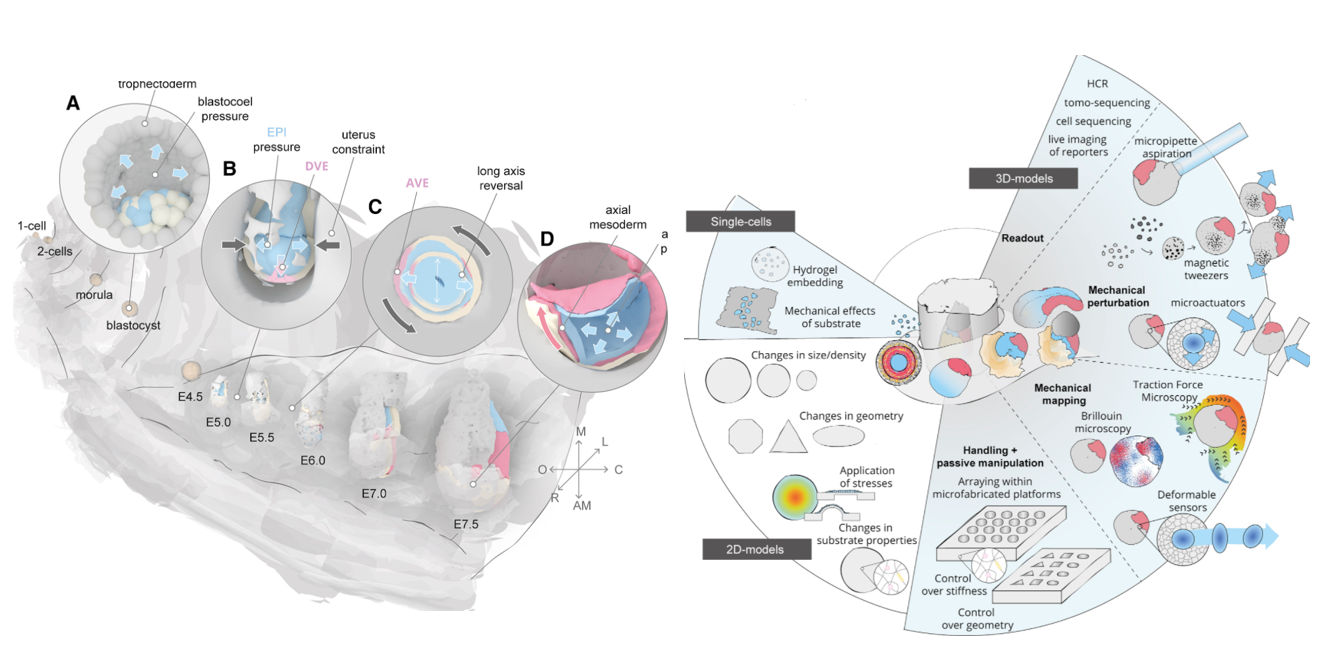 A
trophectoderm
blastocoel
pressure
B
EPI
pressure
DVE
uterus
constraint
C
AVE
long axis
reversal
D
axial
mesoderm
a
p
1-cell
2-cells
morula
blastocyst
E4.5
E5.0
E5.5
E6.0
E7.0
E7.5
M
L
O
C
R
AM
Single-cells
Hydrogel
embedding
Mechanical effects
of substrate
Changes in size/density
Changes in geometry
Application
of stresses
Changes in
substrate properties
2D-models
3D-models
HCR
tomo-sequencing
cell sequencing
live imaging
of reporters
Readout
micropipette
aspiration
magnetic
tweezers
Mechanical
perturbation
microactuators
Mechanical
mapping
Traction Force
Microscopy
Brillouin
microscopy
Deformable
sensors
Handling +
passive manipulation
Arraying within
microfabricated platforms
Control
over stiffness
Control
over geometry